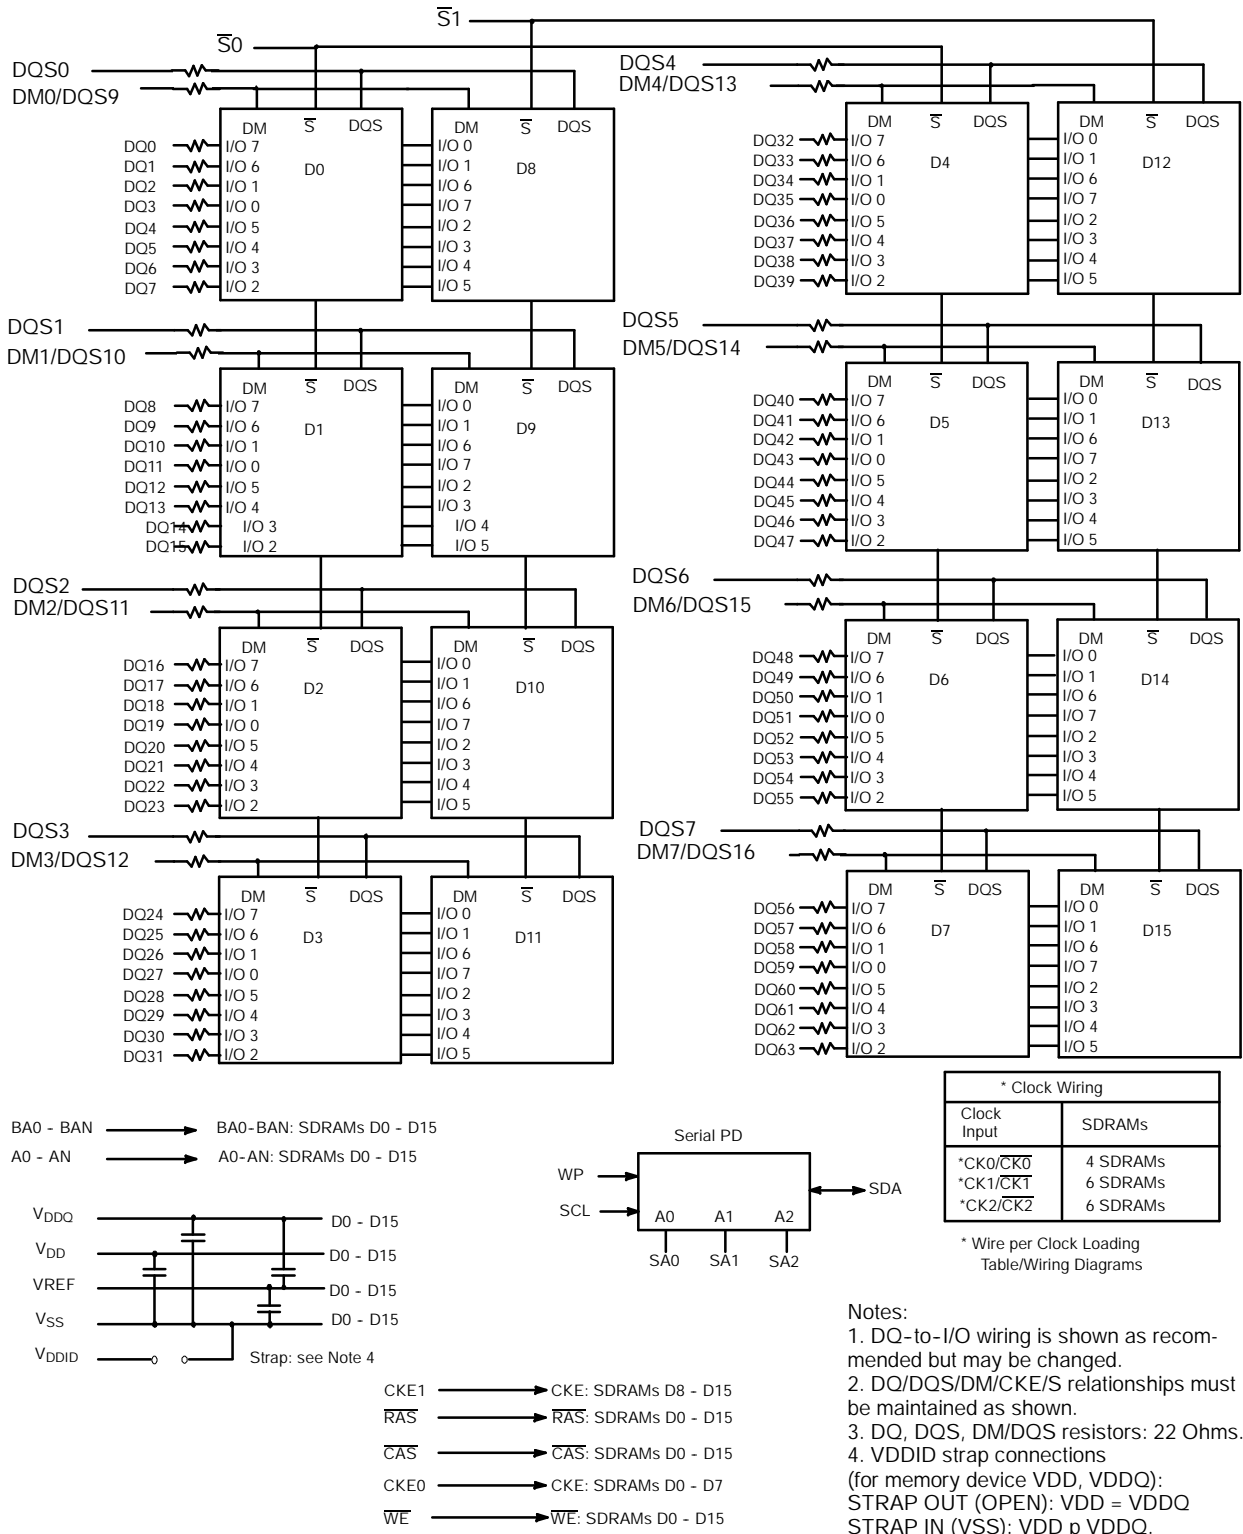 S̅1
S̅0
DQS0
DM0/DQS9
DM S̅ DQS
DM S̅ DQS
D0
D8
DQ0 I/O 7 I/O 0
DQ1 I/O 6 I/O 1
DQ2 I/O 1 I/O 6
DQ3 I/O 0 I/O 7
DQ4 I/O 5 I/O 2
DQ5 I/O 4 I/O 3
DQ6 I/O 3 I/O 4
DQ7 I/O 2 I/O 5
DQS1
DM1/DQS10
DM S̅ DQS
DM S̅ DQS
D1
D9
DQ8 I/O 7 I/O 0
DQ9 I/O 6 I/O 1
DQ10 I/O 1 I/O 6
DQ11 I/O 0 I/O 7
DQ12 I/O 5 I/O 2
DQ13 I/O 4 I/O 3
DQ14 I/O 3 I/O 4
DQ15 I/O 2 I/O 5
DQS2
DM2/DQS11
DM S̅ DQS
DM S̅ DQS
D2
D10
DQ16 I/O 7 I/O 0
DQ17 I/O 6 I/O 1
DQ18 I/O 1 I/O 6
DQ19 I/O 0 I/O 7
DQ20 I/O 5 I/O 2
DQ21 I/O 4 I/O 3
DQ22 I/O 3 I/O 4
DQ23 I/O 2 I/O 5
DQS3
DM3/DQS12
DM S̅ DQS
DM S̅ DQS
D3
D11
DQ24 I/O 7 I/O 0
DQ25 I/O 6 I/O 1
DQ26 I/O 1 I/O 6
DQ27 I/O 0 I/O 7
DQ28 I/O 5 I/O 2
DQ29 I/O 4 I/O 3
DQ30 I/O 3 I/O 4
DQ31 I/O 2 I/O 5
DQS4
DM4/DQS13
DM S̅ DQS
DM S̅ DQS
D4
D12
DQ32 I/O 7 I/O 0
DQ33 I/O 6 I/O 1
DQ34 I/O 1 I/O 6
DQ35 I/O 0 I/O 7
DQ36 I/O 5 I/O 2
DQ37 I/O 4 I/O 3
DQ38 I/O 3 I/O 4
DQ39 I/O 2 I/O 5
DQS5
DM5/DQS14
DM S̅ DQS
DM S̅ DQS
D5
D13
DQ40 I/O 7 I/O 0
DQ41 I/O 6 I/O 1
DQ42 I/O 1 I/O 6
DQ43 I/O 0 I/O 7
DQ44 I/O 5 I/O 2
DQ45 I/O 4 I/O 3
DQ46 I/O 3 I/O 4
DQ47 I/O 2 I/O 5
DQS6
DM6/DQS15
DM S̅ DQS
DM S̅ DQS
D6
D14
DQ48 I/O 7 I/O 0
DQ49 I/O 6 I/O 1
DQ50 I/O 1 I/O 6
DQ51 I/O 0 I/O 7
DQ52 I/O 5 I/O 2
DQ53 I/O 4 I/O 3
DQ54 I/O 3 I/O 4
DQ55 I/O 2 I/O 5
DQS7
DM7/DQS16
DM S̅ DQS
DM S̅ DQS
D7
D15
DQ56 I/O 7 I/O 0
DQ57 I/O 6 I/O 1
DQ58 I/O 1 I/O 6
DQ59 I/O 0 I/O 7
DQ60 I/O 5 I/O 2
DQ61 I/O 4 I/O 3
DQ62 I/O 3 I/O 4
DQ63 I/O 2 I/O 5
BA0 - BAN BA0-BAN: SDRAMs D0 - D15
A0 - AN A0-AN: SDRAMs D0 - D15
VDDQ D0 - D15
VDD D0 - D15
VREF D0 - D15
VSS D0 - D15
VDDID Strap: see Note 4
Serial PD
WP
SCL
SDA
A0 A1 A2
SA0 SA1 SA2
* Clock Wiring
Clock
Input SDRAMs
*CK0/C̅K̅0̅ 4 SDRAMs
*CK1/C̅K̅1̅ 6 SDRAMs
*CK2/C̅K̅2̅ 6 SDRAMs
* Wire per Clock Loading
Table/Wiring Diagrams
CKE1 CKE: SDRAMs D8 - D15
R̅A̅S̅ R̅A̅S̅: SDRAMs D0 - D15
C̅A̅S̅ C̅A̅S̅: SDRAMs D0 - D15
CKE0 CKE: SDRAMs D0 - D7
W̅E̅ W̅E̅: SDRAMs D0 - D15
Notes:
1. DQ-to-I/O wiring is shown as recom-
mended but may be changed.
2. DQ/DQS/DM/CKE/S relationships must
be maintained as shown.
3. DQ, DQS, DM/DQS resistors: 22 Ohms.
4. VDDID strap connections
(for memory device VDD, VDDQ):
STRAP OUT (OPEN): VDD = VDDQ
STRAP IN (VSS): VDD p VDDQ.